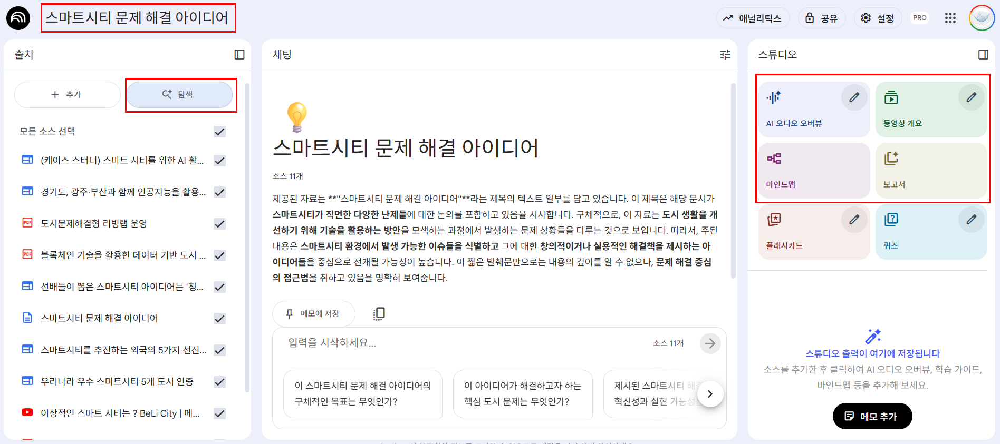 스마트시티 문제 해결 아이디어
애널리틱스
공유
설정
PRO
출처
추가
탐색
모든 소스 선택
(케이스 스터디) 스마트 시티를 위한 AI 활...
경기도, 광주·부산과 함께 인공지능을 활용...
PDF 도시문제해결형 리빙랩 운영
PDF 블록체인 기술을 활용한 데이터 기반 도시 ...
선배들이 뽑은 스마트시티 아이디어는 '청...
스마트시티 문제 해결 아이디어
스마트시티를 추진하는 외국의 5가지 선진...
우리나라 우수 스마트시티 5개 도시 인증
이상적인 스마트 시티는 ? BeLi City | 메...
채팅
스마트시티 문제 해결 아이디어
소스 11개
제공된 자료는 **"스마트시티 문제 해결 아이디어"**라는 제목의 텍스트 일부를 담고 있습니다. 이 제목은 해당 문서가
스마트시티가 직면한 다양한 난제들에 대한 논의를 포함하고 있음을 시사합니다. 구체적으로, 이 자료는 도시 생활을 개
선하기 위해 기술을 활용하는 방안을 모색하는 과정에서 발생하는 문제 상황들을 다루는 것으로 보입니다. 따라서, 주된
내용은 스마트시티 환경에서 발생 가능한 이슈들을 식별하고 그에 대한 창의적이거나 실용적인 해결책을 제시하는 아
이디어들을 중심으로 전개될 가능성이 높습니다. 이 짧은 발췌문만으로는 내용의 깊이를 알 수 없으나, 문제 해결 중심
의 접근법을 취하고 있음을 명확히 보여줍니다.
메모에 저장
입력을 시작하세요...
소스 11개
이 스마트시티 문제 해결 아이디어의
구체적인 목표는 무엇인가?
이 아이디어가 해결하고자 하는
핵심 도시 문제는 무엇인가?
제시된 스마트시티 해
혁신성과 실현 가능성
스튜디오
AI 오디오 오버뷰
동영상 개요
마인드맵
보고서
플래시카드
퀴즈
스튜디오 출력이 여기에 저장됩니다
소스를 추가한 후 클릭하여 AI 오디오 오버뷰, 학습 가이드,
마인드맵 등을 추가해 보세요.
메모 추가